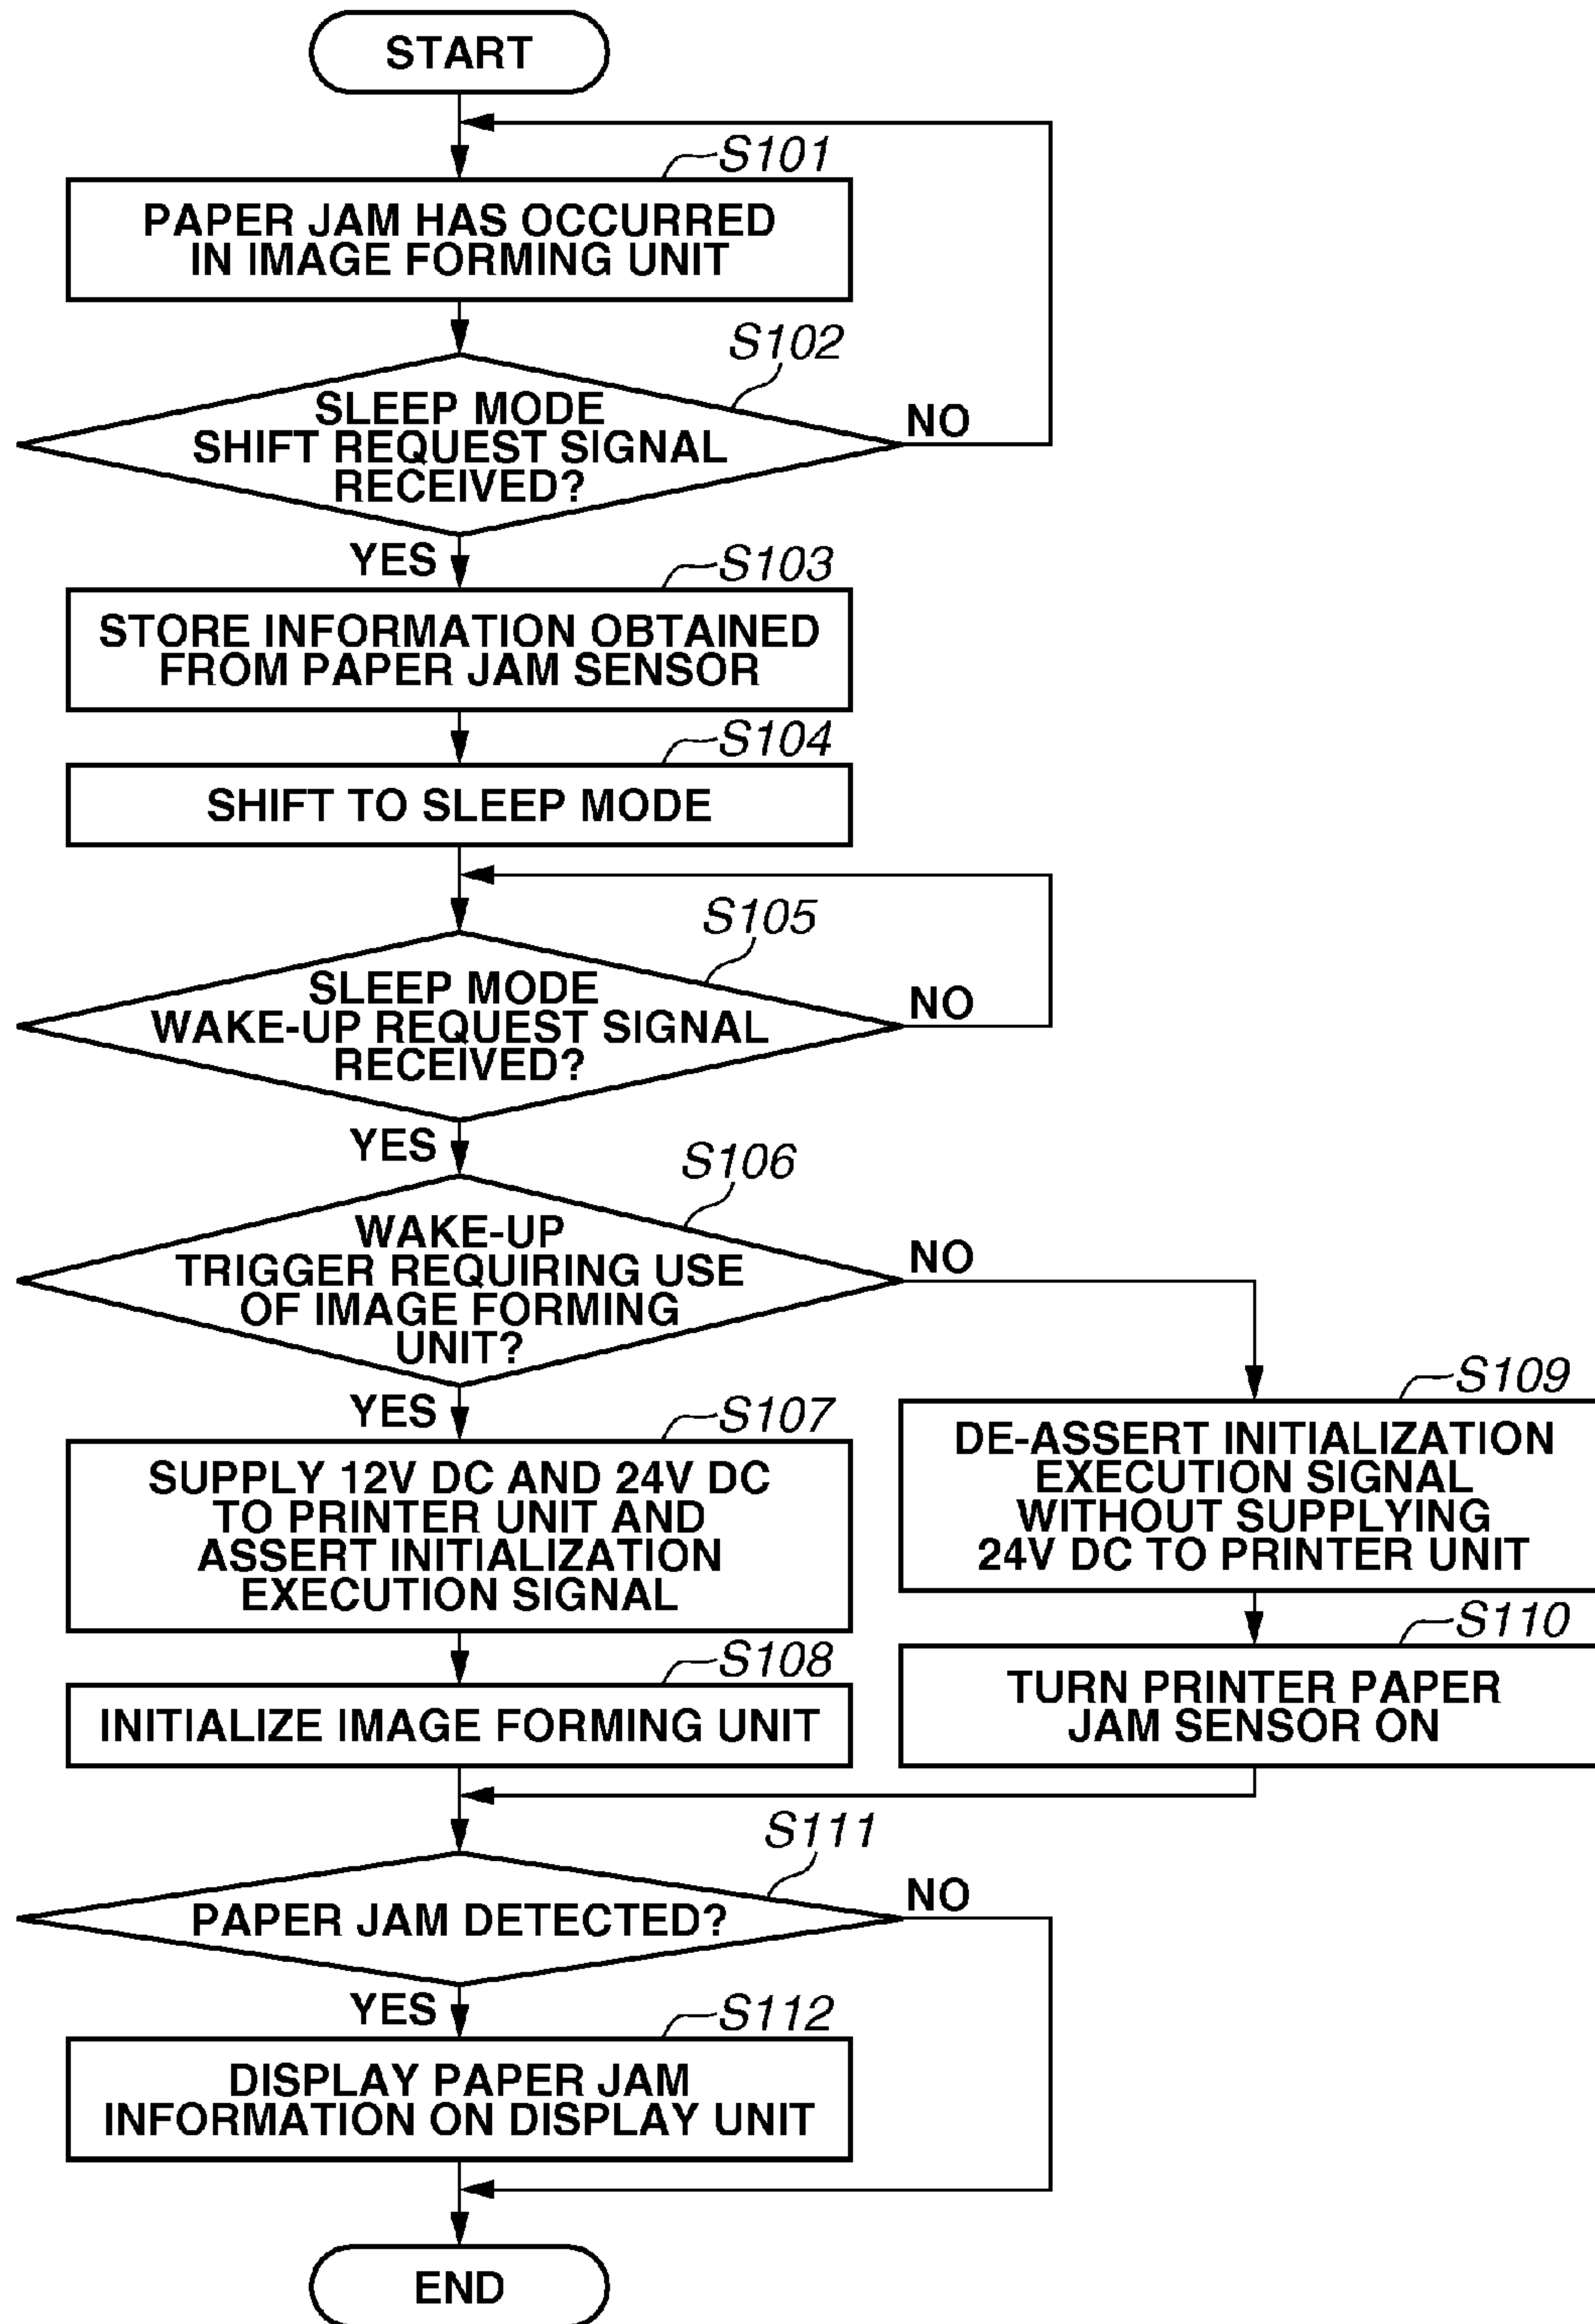 START
S101
PAPER JAM HAS OCCURRED
IN IMAGE FORMING UNIT
S102
SLEEP MODE
SHIFT REQUEST SIGNAL
RECEIVED?
NO
YES
S103
STORE INFORMATION OBTAINED
FROM PAPER JAM SENSOR
S104
SHIFT TO SLEEP MODE
S105
SLEEP MODE
WAKE-UP REQUEST SIGNAL
RECEIVED?
NO
YES
S106
WAKE-UP
TRIGGER REQUIRING USE
OF IMAGE FORMING
UNIT?
NO
YES
S107
SUPPLY 12V DC AND 24V DC
TO PRINTER UNIT AND
ASSERT INITIALIZATION
EXECUTION SIGNAL
S108
INITIALIZE IMAGE FORMING UNIT
S109
DE-ASSERT INITIALIZATION
EXECUTION SIGNAL
WITHOUT SUPPLYING
24V DC TO PRINTER UNIT
S110
TURN PRINTER PAPER
JAM SENSOR ON
S111
PAPER JAM DETECTED?
NO
YES
S112
DISPLAY PAPER JAM
INFORMATION ON DISPLAY UNIT
END